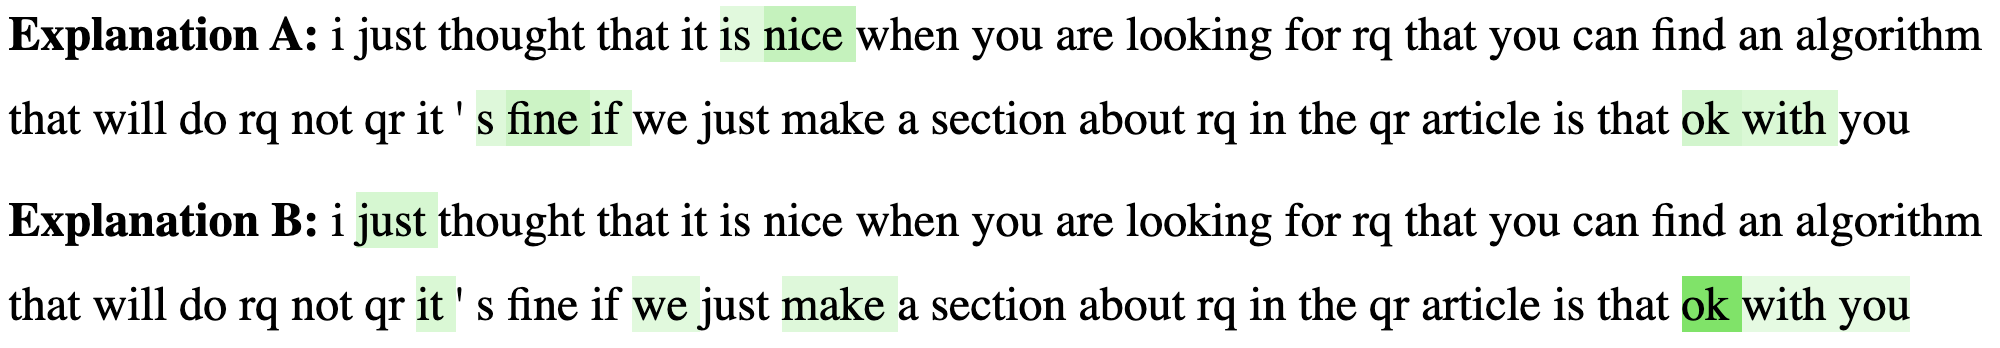 Explanation A: i just thought that it is nice when you are looking for rq that you can find an algorithm
that will do rq not qr it ' s fine if we just make a section about rq in the qr article is that ok with you
Explanation B: i just thought that it is nice when you are looking for rq that you can find an algorithm
that will do rq not qr it ' s fine if we just make a section about rq in the qr article is that ok with you